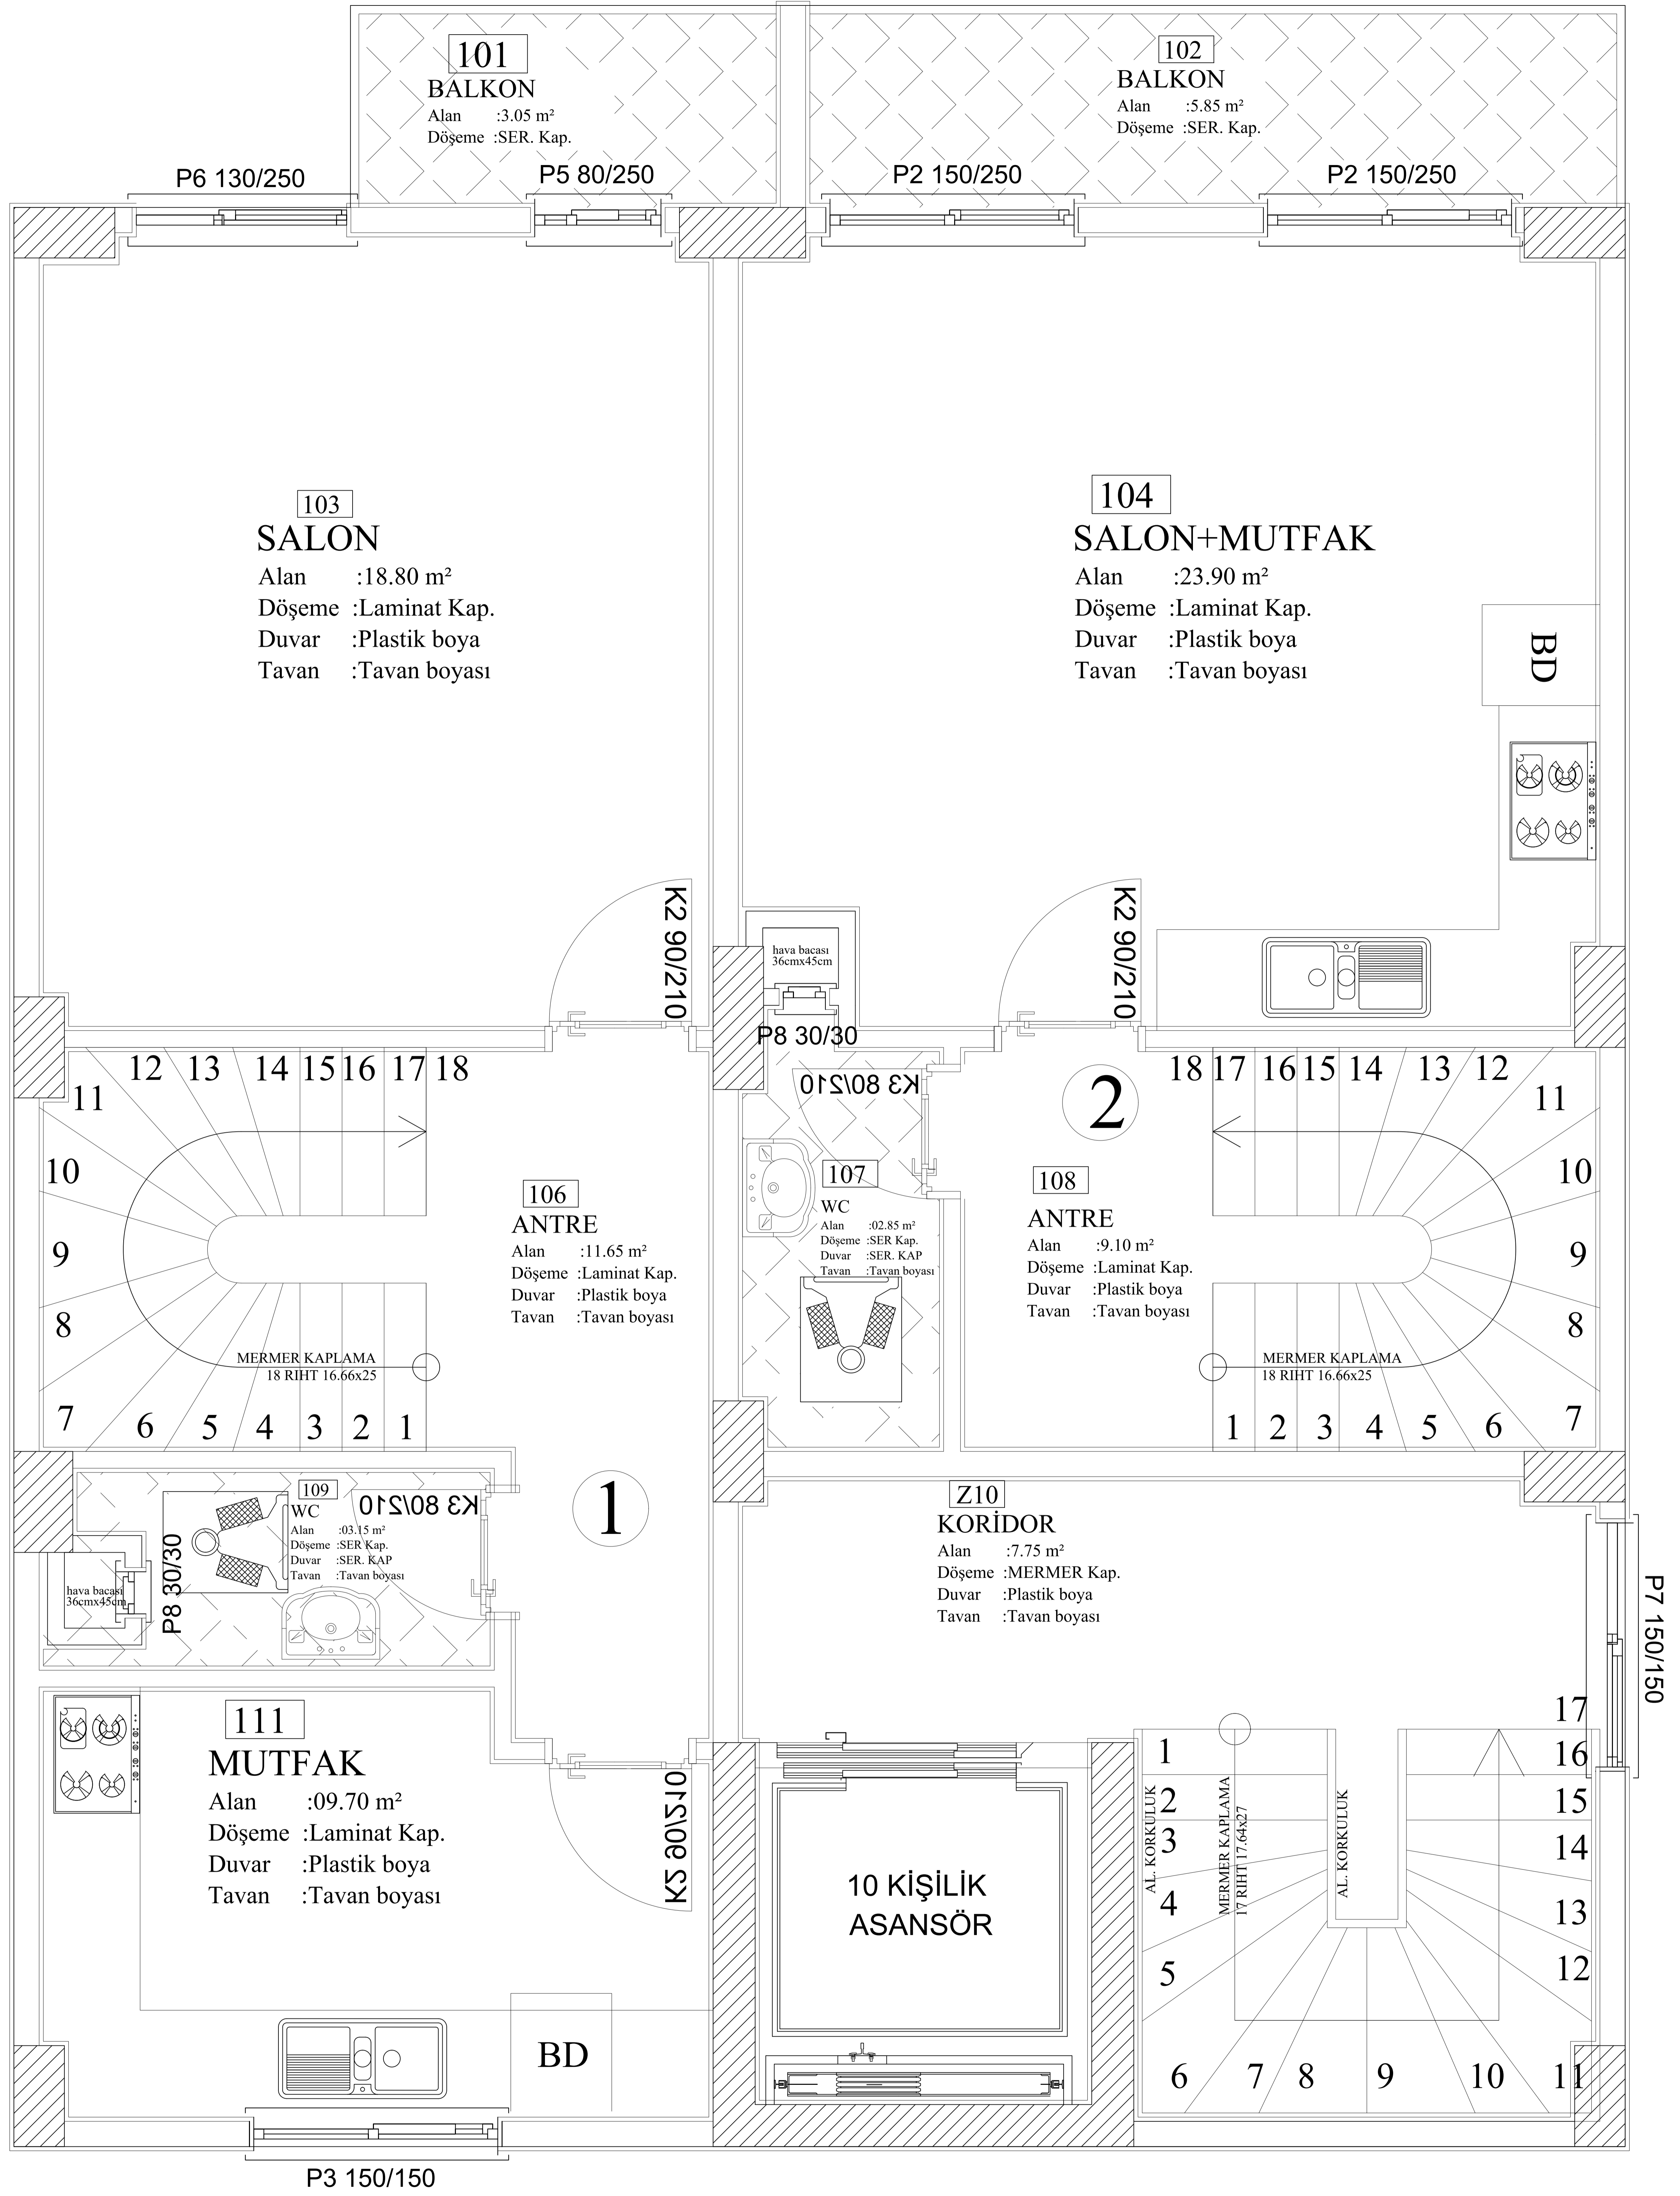 101
BALKON
Alan :3.05 m²
Döşeme :SER. Kap.
102
BALKON
Alan :5.85 m²
Döşeme :SER. Kap.
P6 130/250
P5 80/250
P2 150/250
P2 150/250
103
SALON
Alan :18.80 m²
Döşeme :Laminat Kap.
Duvar :Plastik boya
Tavan :Tavan boyası
104
SALON+MUTFAK
Alan :23.90 m²
Döşeme :Laminat Kap.
Duvar :Plastik boya
Tavan :Tavan boyası
BD
K2 90/210
hava bacası
36cmx45cm
K2 90/210
P8 30/30
12 13 14 15 16 17 18
11
10
9
8
7 6 5 4 3 2 1
MERMER KAPLAMA
18 RIHT 16.66x25
106
ANTRE
Alan :11.65 m²
Döşeme :Laminat Kap.
Duvar :Plastik boya
Tavan :Tavan boyası
K3 80/210
107
WC
Alan :02.85 m²
Döşeme :SER Kap.
Duvar :SER. KAP
Tavan :Tavan boyası
2
108
ANTRE
Alan :9.10 m²
Döşeme :Laminat Kap.
Duvar :Plastik boya
Tavan :Tavan boyası
18 17 16 15 14 13 12
11
10
9
8
MERMER KAPLAMA
18 RIHT 16.66x25
1 2 3 4 5 6 7
109
WC
Alan :03.15 m²
Döşeme :SER Kap.
Duvar :SER. KAP
Tavan :Tavan boyası
K3 80/210
P8 30/30
hava bacasi
36cmx45cm
1
Z10
KORİDOR
Alan :7.75 m²
Döşeme :MERMER Kap.
Duvar :Plastik boya
Tavan :Tavan boyası
P7 150/150
111
MUTFAK
Alan :09.70 m²
Döşeme :Laminat Kap.
Duvar :Plastik boya
Tavan :Tavan boyası
K2 90/210
BD
P3 150/150
10 KİŞİLİK
ASANSÖR
17
1 16
2 15
3 14
4 13
5 12
6 7 8 9 10 11
AL. KORKULUK
MERMER KAPLAMA
17 RIHT 17.64x27
AL. KORKULUK